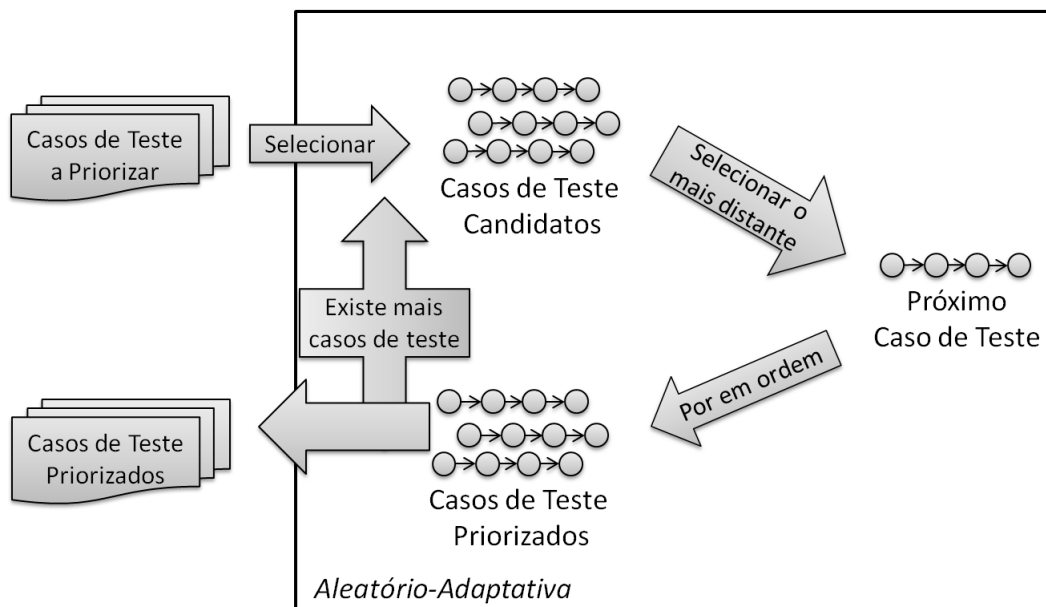 Casos de Teste
a Priorizar
Selecionar
Casos de Teste
Candidatos
Selecionar o
mais distante
Próximo
Caso de Teste
Existe mais
casos de teste
Por em ordem
Casos de Teste
Priorizados
Casos de Teste
Priorizados
Aleatório-Adaptativa